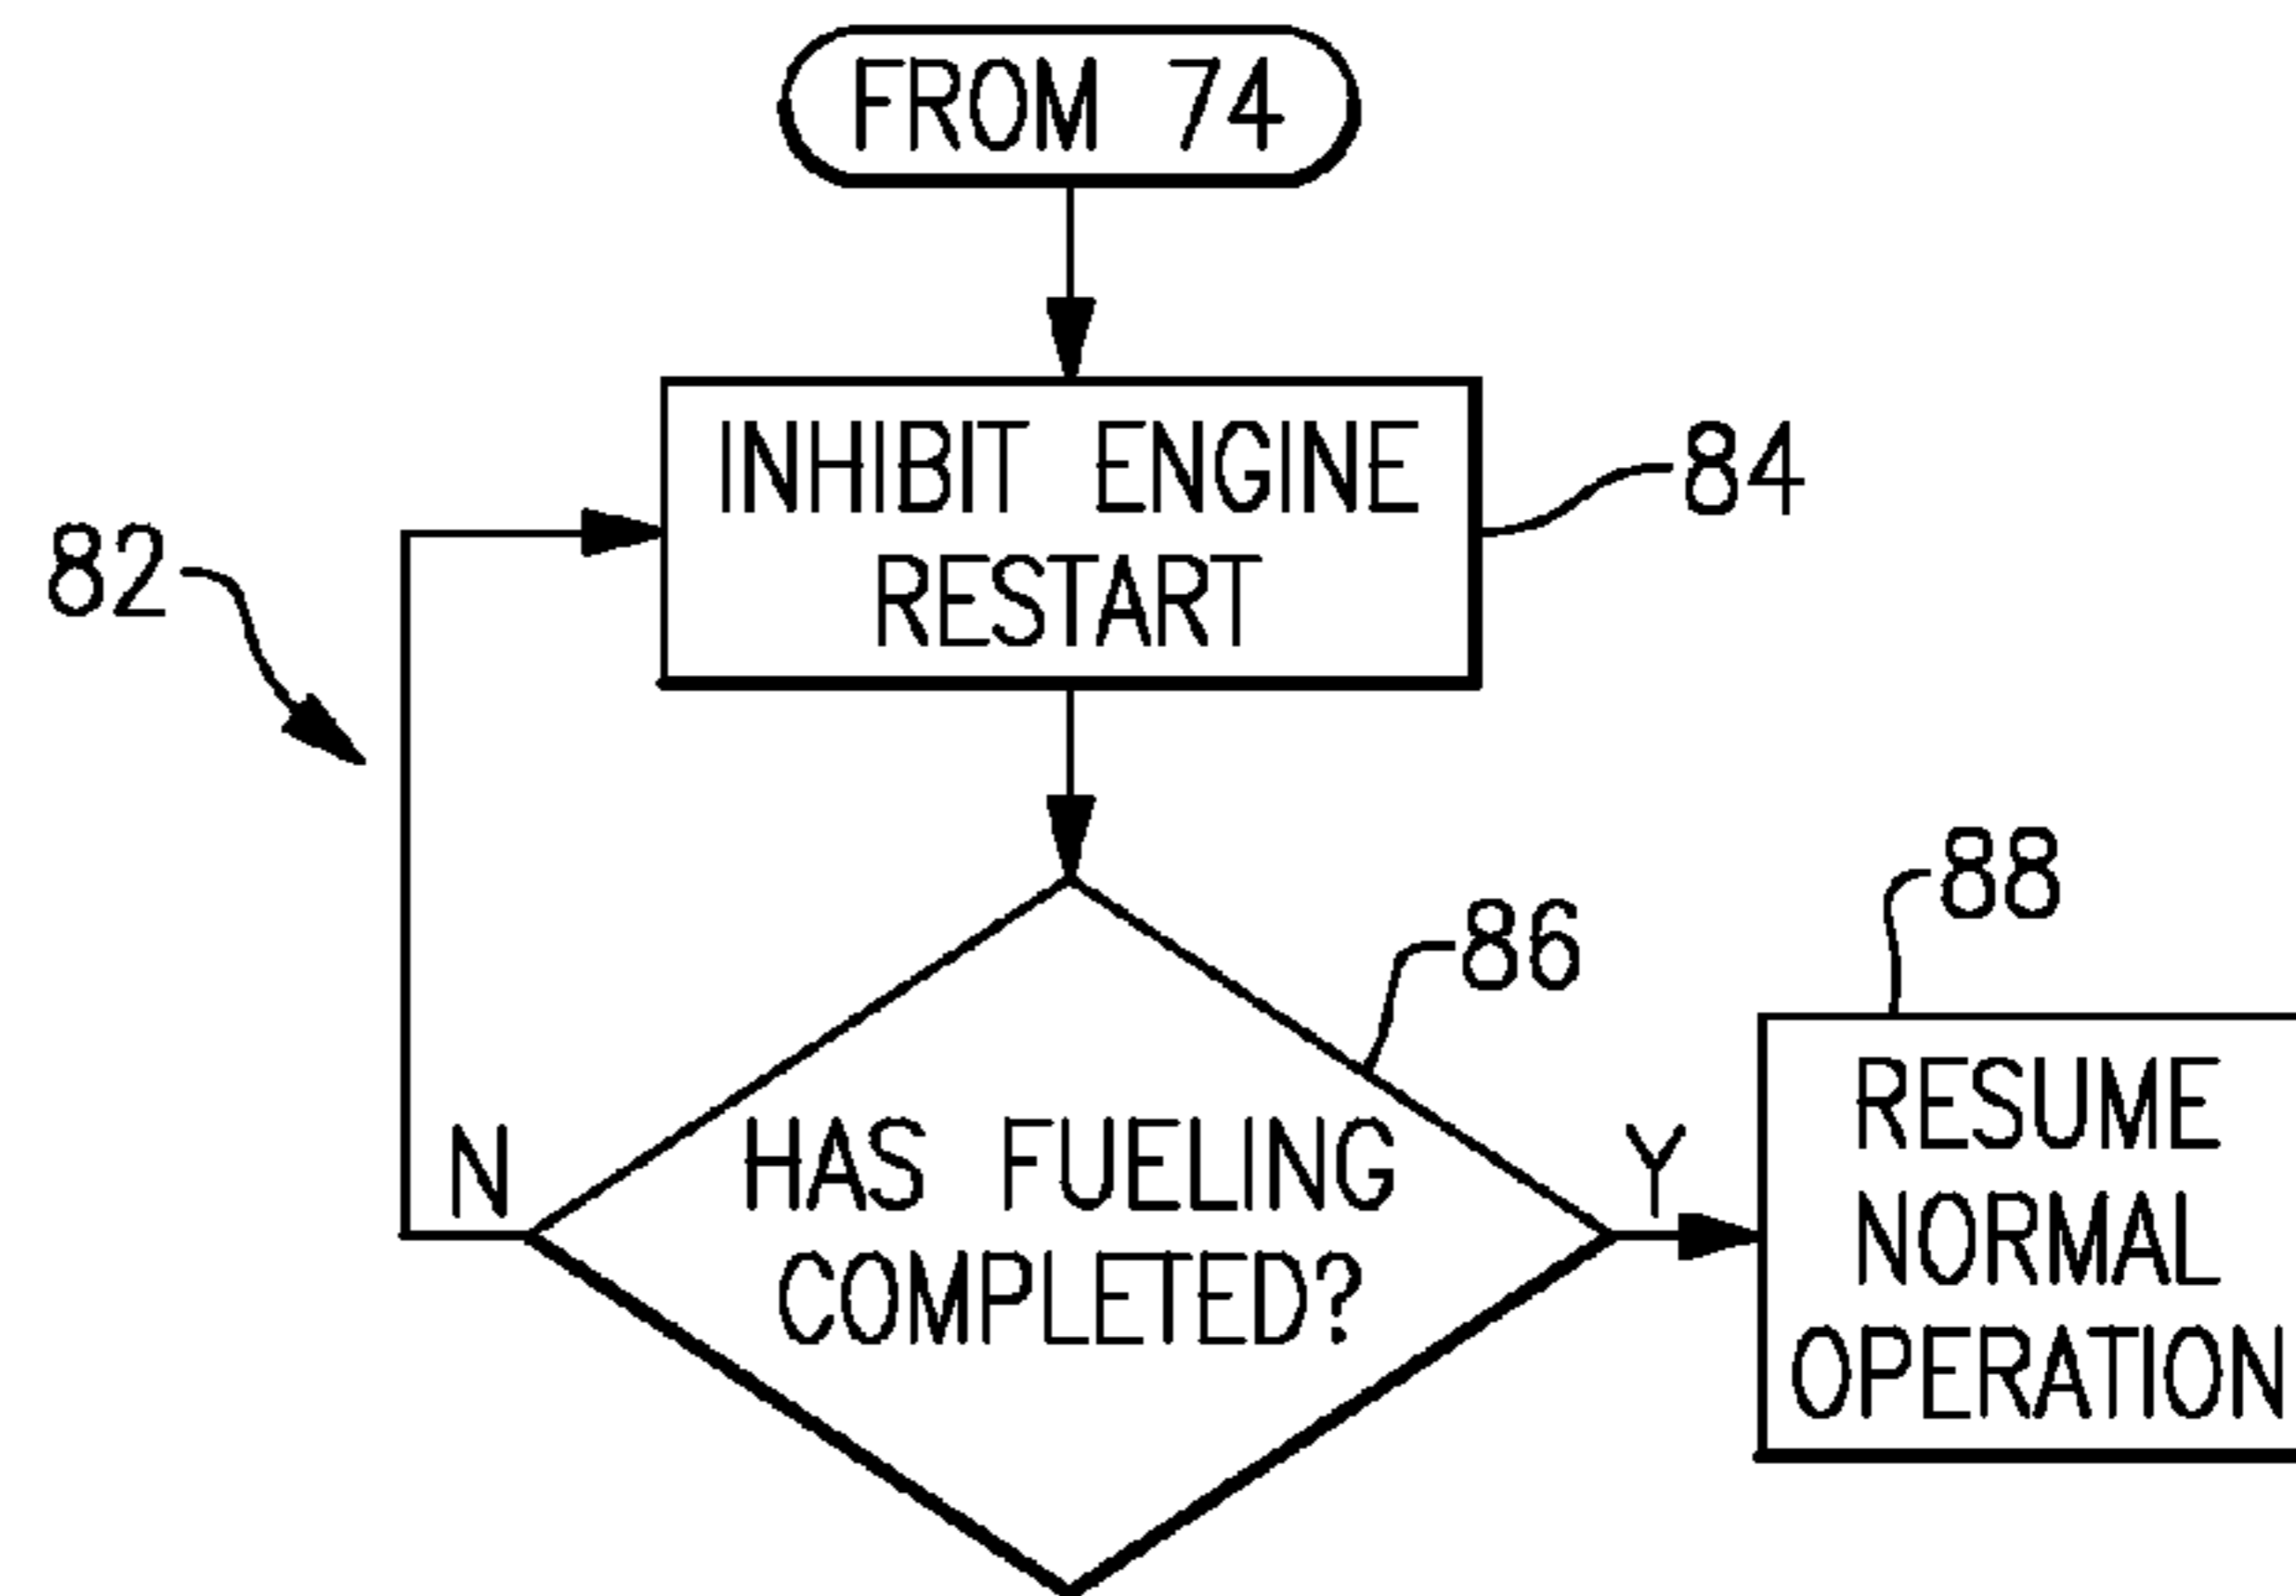 FROM 74
INHIBIT ENGINE
RESTART
84
82
86
88
HAS FUELING
COMPLETED?
N
Y
RESUME
NORMAL
OPERATION